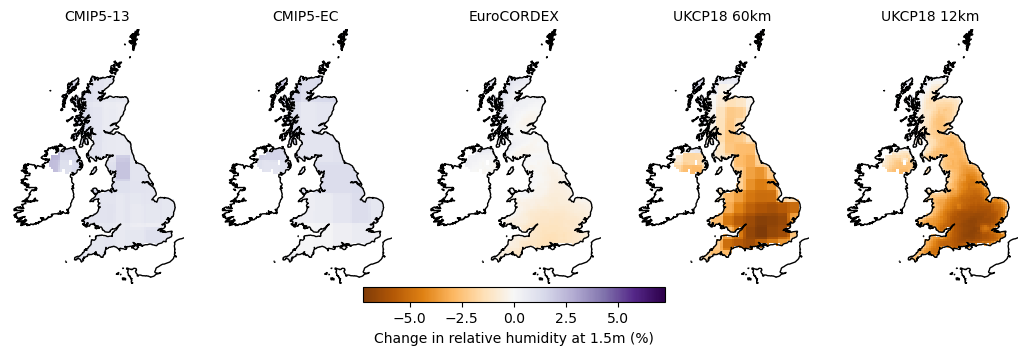 CMIP5-13 CMIP5-EC EuroCORDEX UKCP18 60km UKCP18 12km
−5.0 −2.5 0.0 2.5 5.0
Change in relative humidity at 1.5m (%)